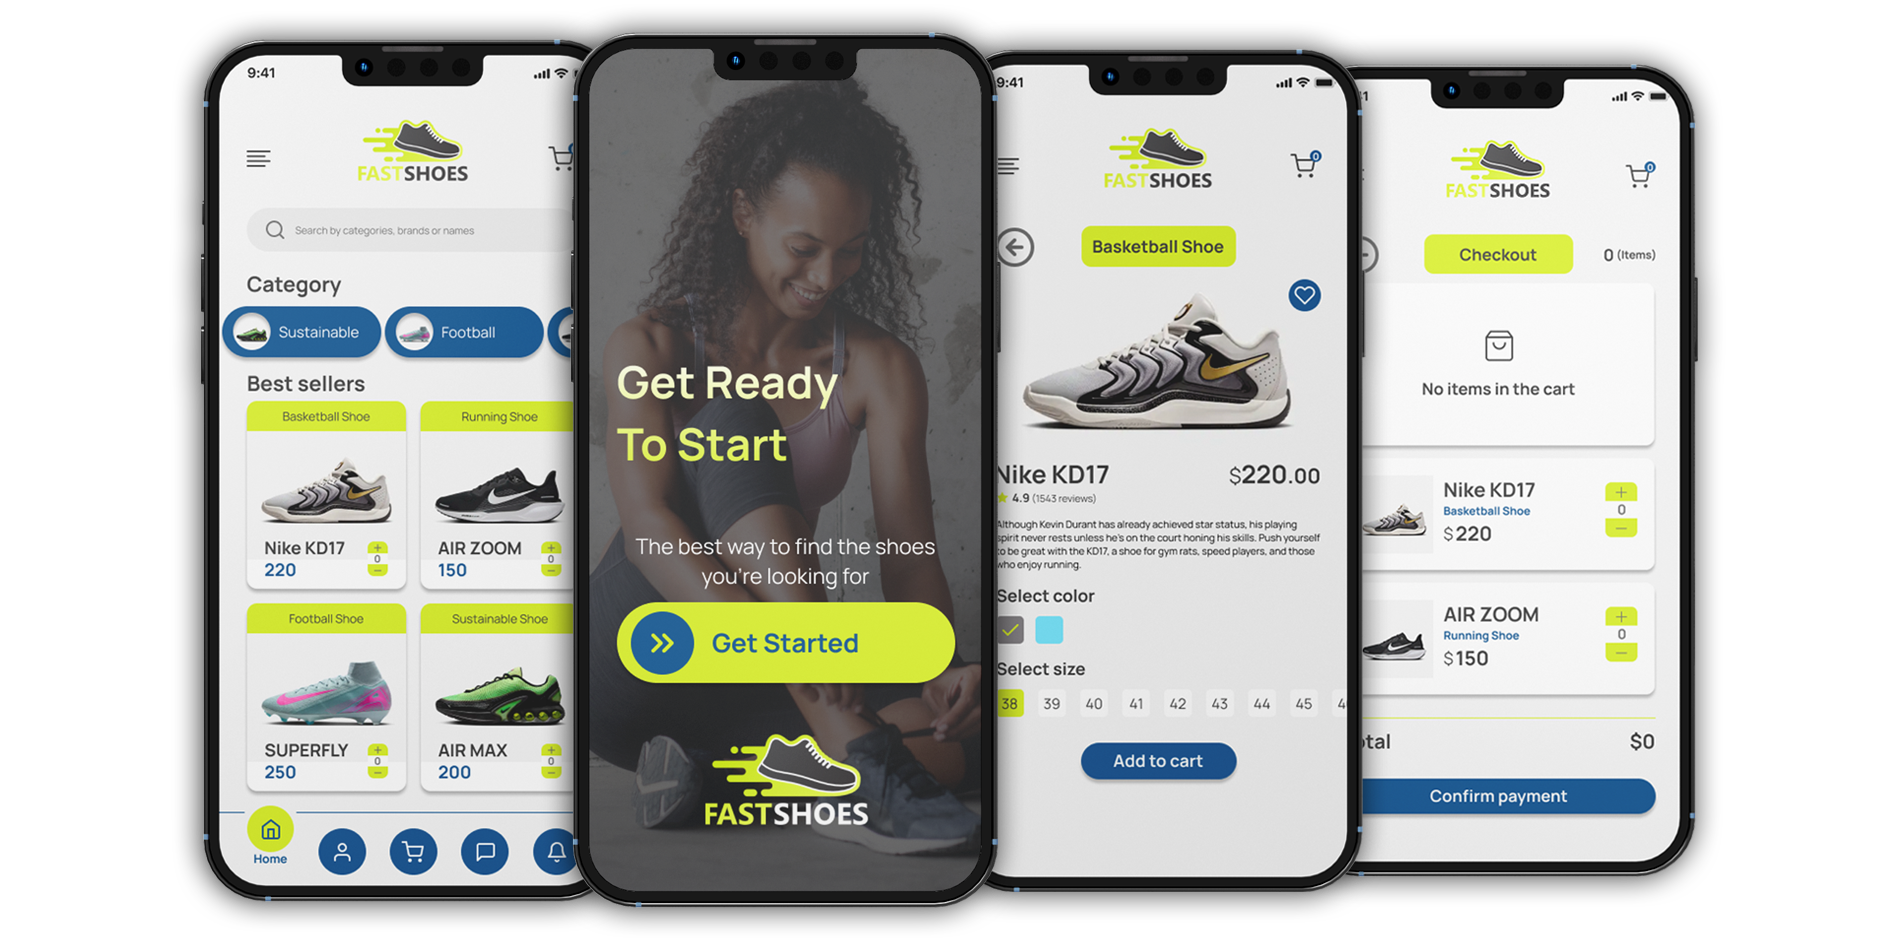 9:41
FASTSHOES
Search by categories, brands or names
Category
Sustainable
Football
Best sellers
Basketball Shoe
Running Shoe
Nike KD17
220
+
0
−
AIR ZOOM
150
+
0
−
Football Shoe
Sustainable Shoe
SUPERFLY
250
+
0
−
AIR MAX
200
+
0
−
Home
Get Ready
To Start
The best way to find the shoes
you're looking for
Get Started
FASTSHOES
9:41
FASTSHOES
0
Basketball Shoe
Nike KD17
$220.00
4.9 (1543 reviews)
Although Kevin Durant has already achieved star status, his playing
spirit never rests unless he's on the court honing his skills. Push yourself
to be great with the KD17, a shoe for gym rats, speed players, and those
who enjoy running.
Select color
Select size
38 39 40 41 42 43 44 45
Add to cart
FASTSHOES
0
Checkout
0 (Items)
No items in the cart
Nike KD17
Basketball Shoe
$220
+
0
−
AIR ZOOM
Running Shoe
$150
+
0
−
otal
$0
Confirm payment